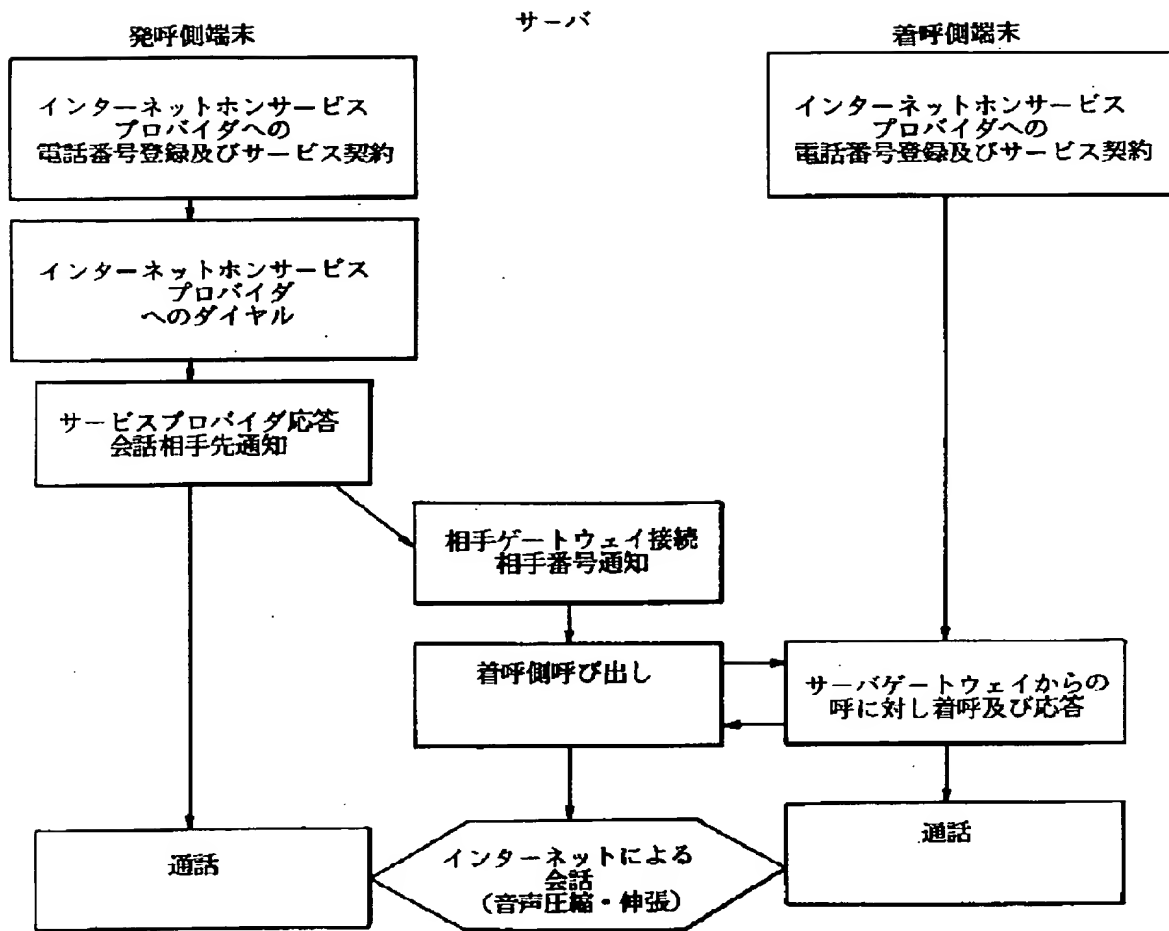 サーバ
発呼側端末
着呼側端末
インターネットホンサービス
プロバイダへの
電話番号登録及びサービス契約
インターネットホンサービス
プロバイダへの
電話番号登録及びサービス契約
インターネットホンサービス
プロバイダ
へのダイヤル
サービスプロバイダ応答
会話相手先通知
相手ゲートウェイ接続
相手番号通知
着呼側呼び出し
サーバゲートウェイからの
呼に対し着呼及び応答
通話
インターネットによる
会話
(音声圧縮・伸張)
通話